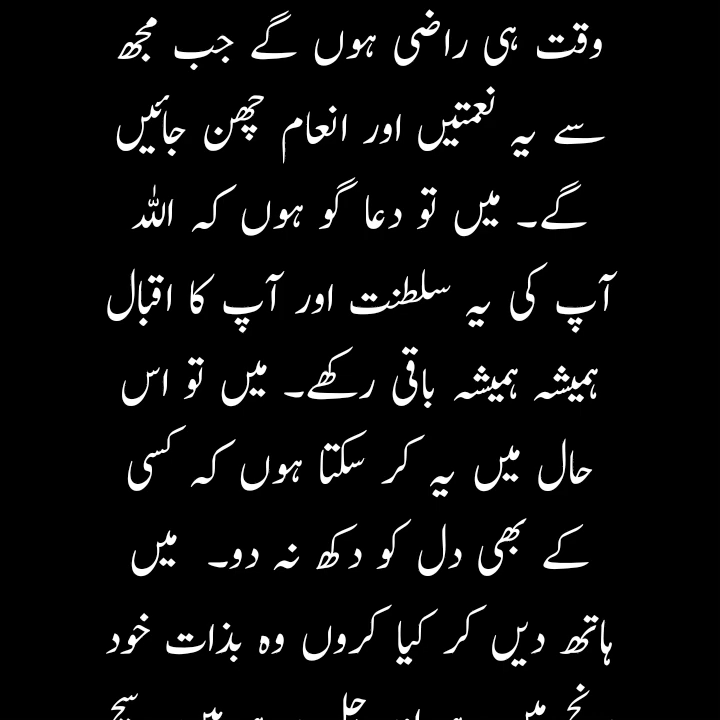 وقت ہی راضی ہوں گے جب مجھ
سے یہ نعمتیں اور انعام چھن جائیں
گے۔ میں تو دعا گو ہوں کہ اللہ
آپ کی یہ سلطنت اور آپ کا اقبال
ہمیشہ ہمیشہ باقی رکھے۔ میں تو اس
حال میں یہ کر سکتا ہوں کہ کسی
کے بھی دل کو دکھ نہ دو۔ میں
ہاتھ دیں کر کیا کروں وہ بذات خود